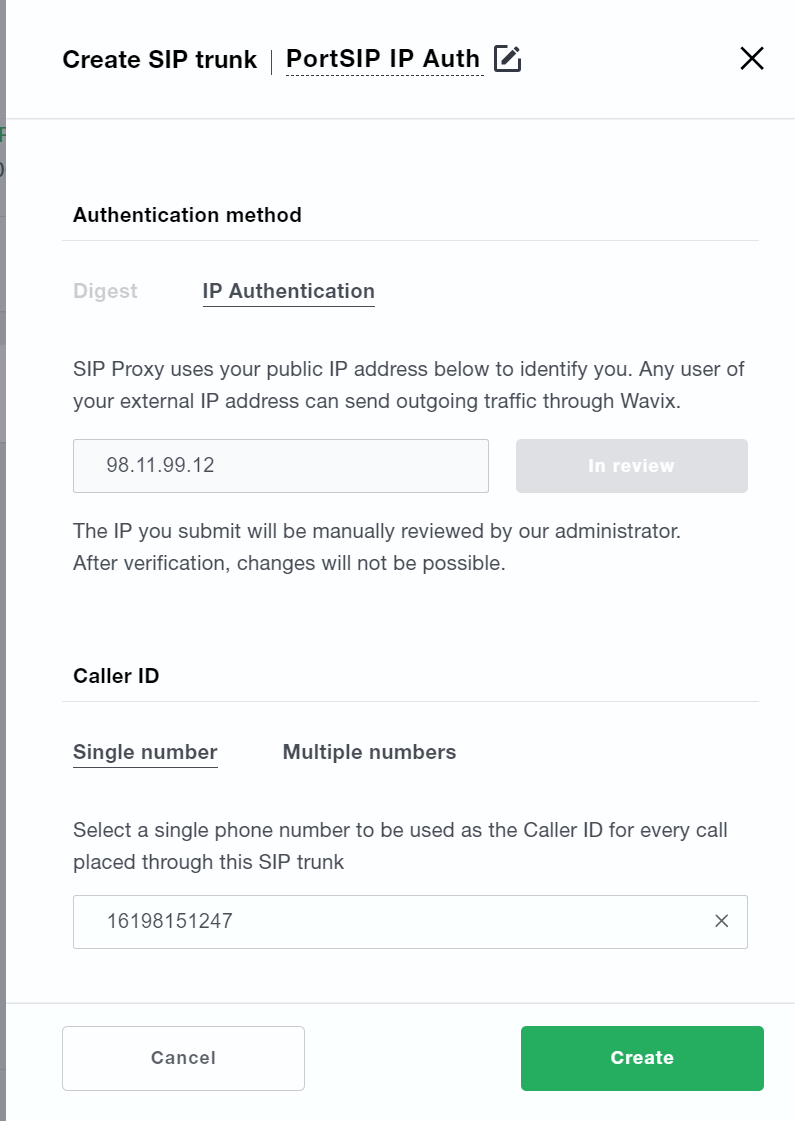 Create SIP trunk | PortSIP IP Auth
Authentication method
Digest IP Authentication
SIP Proxy uses your public IP address below to identify you. Any user of
your external IP address can send outgoing traffic through Wavix.
98.11.99.12 In review
The IP you submit will be manually reviewed by our administrator.
After verification, changes will not be possible.
Caller ID
Single number Multiple numbers
Select a single phone number to be used as the Caller ID for every call
placed through this SIP trunk
16198151247
Cancel Create